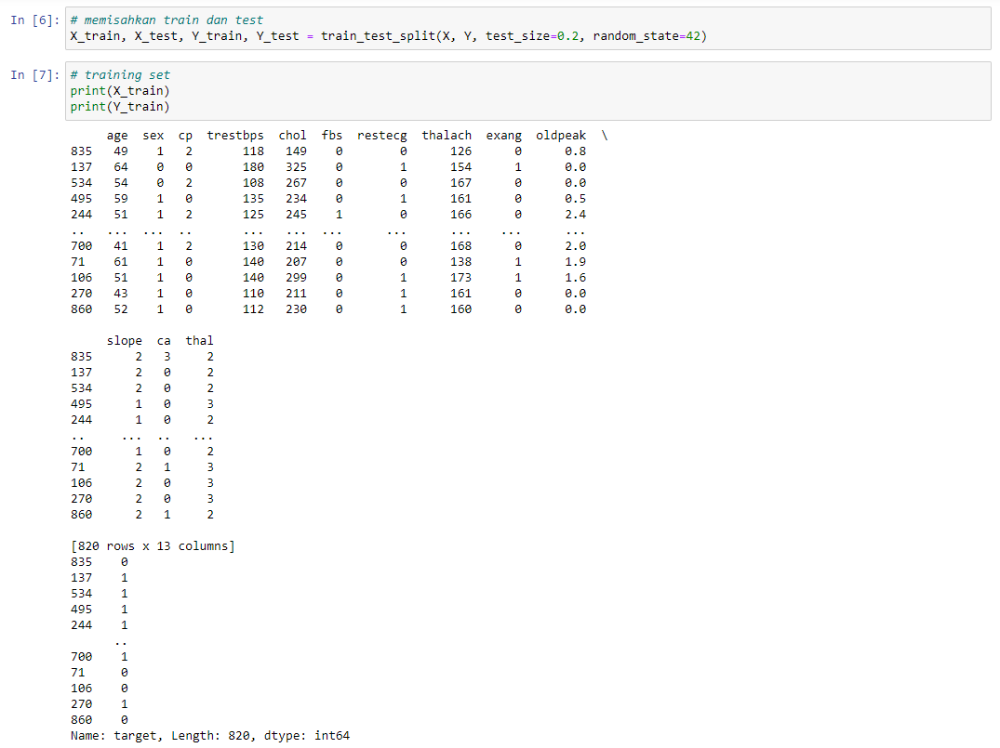 In [6]: # memisahkan train dan test
X_train, X_test, Y_train, Y_test = train_test_split(X, Y, test_size=0.2, random_state=42)
In [7]: # training set
print(X_train)
print(Y_train)
     age  sex  cp  trestbps  chol  fbs  restecg  thalach  exang  oldpeak  \
835   49    1   2       118   149    0        0      126      0      0.8
137   64    0   0       180   325    0        1      154      1      0.0
534   54    0   2       108   267    0        0      167      0      0.0
495   59    1   0       135   234    0        1      161      0      0.5
244   51    1   2       125   245    1        0      166      0      2.4
..   ...  ...  ..       ...   ...  ...      ...      ...    ...      ...
700   41    1   2       130   214    0        0      168      0      2.0
71    61    1   0       140   207    0        0      138      1      1.9
106   51    1   0       140   299    0        1      173      1      1.6
270   43    1   0       110   211    0        1      161      0      0.0
860   52    1   0       112   230    0        1      160      0      0.0
     slope  ca  thal
835      2   3     2
137      2   0     2
534      2   0     2
495      1   0     3
244      1   0     2
..     ...  ..   ...
700      1   0     2
71       2   1     3
106      2   0     3
270      2   0     3
860      2   1     2
[820 rows x 13 columns]
835    0
137    1
534    1
495    1
244    1
      ..
700    1
71     0
106    0
270    1
860    0
Name: target, Length: 820, dtype: int64